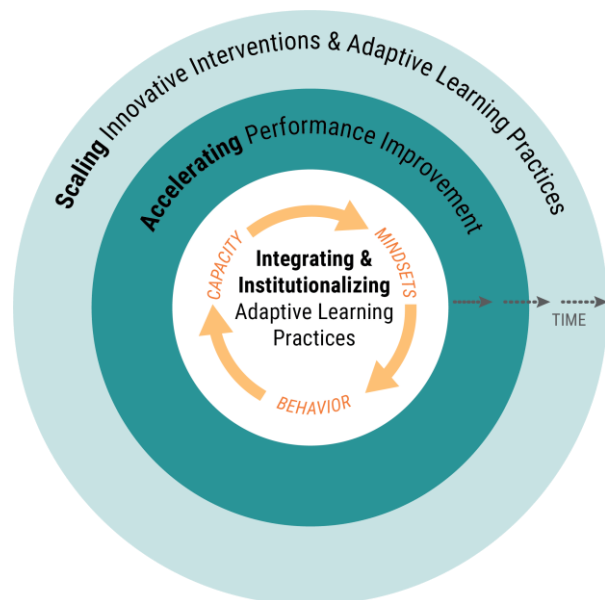 Scaling Innovative Interventions & Adaptive Learning Practices
Accelerating Performance Improvement
CAPACITY
MINDSETS
Integrating &
Institutionalizing
Adaptive Learning
Practices
BEHAVIOR
TIME